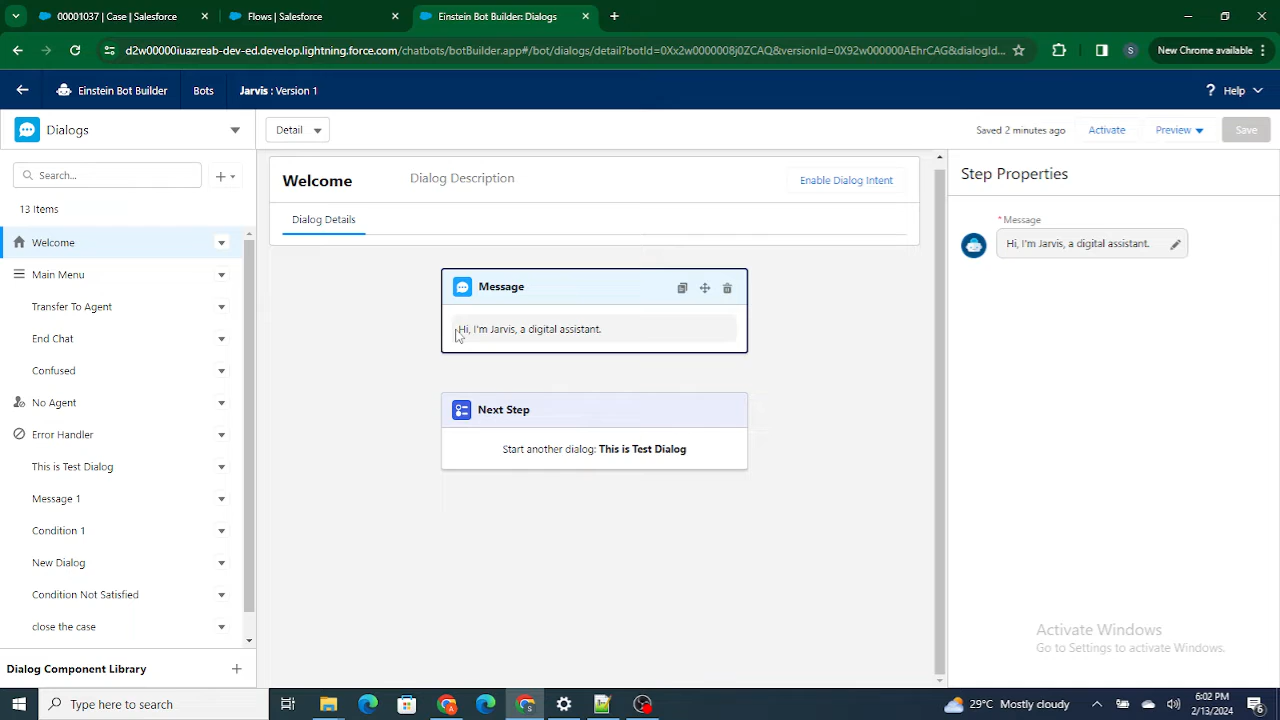 00001037 | Case | Salesforce
Flows | Salesforce
Einstein Bot Builder: Dialogs
d2w00000iuazreab-dev-ed.develop.lightning.force.com/chatbots/botBuilder.app#/bot/dialogs/detail?botId=0Xx2w0000008j0ZCAQ&versionId=0X92w000000AEhrCAG&dialogId...
S
New Chrome available
Einstein Bot Builder
Bots
Jarvis : Version 1
? Help
Dialogs
Detail
Saved 2 minutes ago
Activate
Preview
Save
Search...
13 Items
Welcome
Main Menu
Transfer To Agent
End Chat
Confused
No Agent
Error Handler
This is Test Dialog
Message 1
Condition 1
New Dialog
Condition Not Satisfied
close the case
Dialog Component Library
Welcome
Dialog Description
Enable Dialog Intent
Dialog Details
Message
Hi, I'm Jarvis, a digital assistant.
Next Step
Start another dialog: This is Test Dialog
Step Properties
* Message
Hi, I'm Jarvis, a digital assistant.
Activate Windows
Go to Settings to activate Windows.
Type here to search
29°C Mostly cloudy
6:02 PM
2/13/2024
6